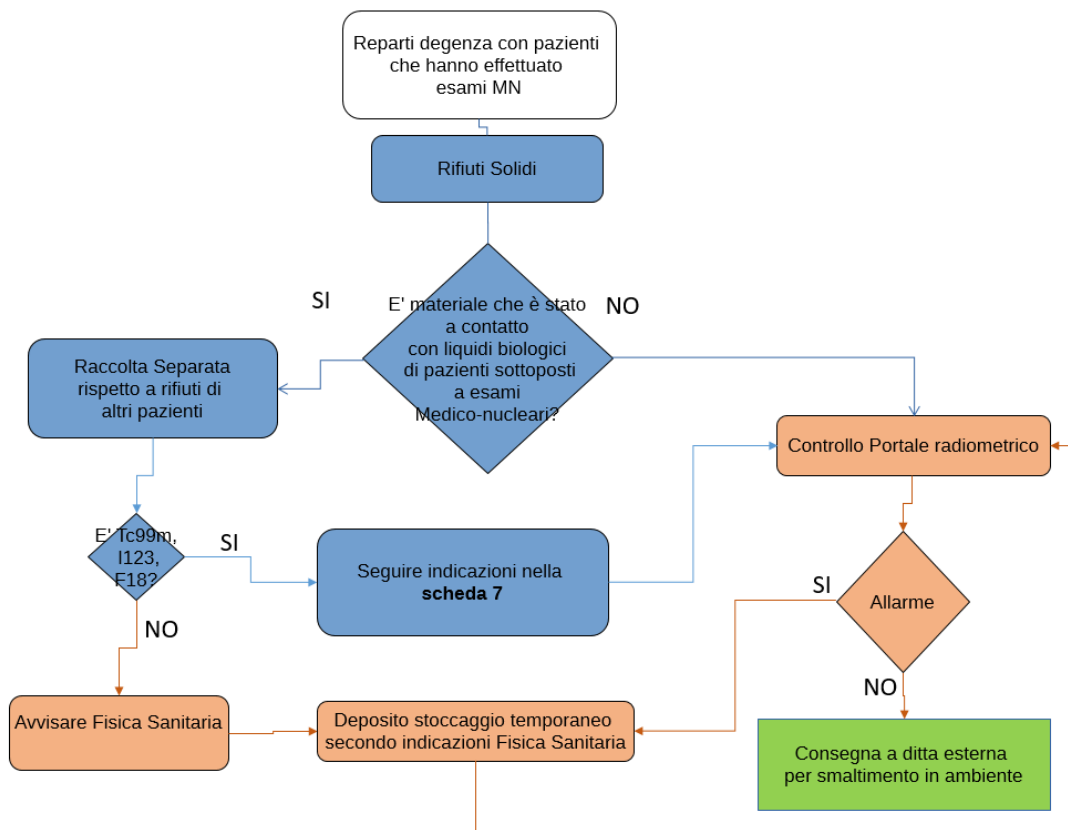 Reparti degenza con pazienti
che hanno effettuato
esami MN
Rifiuti Solidi
SI
E' materiale che è stato
a contatto
con liquidi biologici
di pazienti sottoposti
a esami
Medico-nucleari?
NO
Raccolta Separata
rispetto a rifiuti di
altri pazienti
Controllo Portale radiometrico
E' Tc99m,
I123,
F18?
SI
Seguire indicazioni nella
scheda 7
SI
Allarme
NO
NO
Avvisare Fisica Sanitaria
Deposito stoccaggio temporaneo
secondo indicazioni Fisica Sanitaria
Consegna a ditta esterna
per smaltimento in ambiente